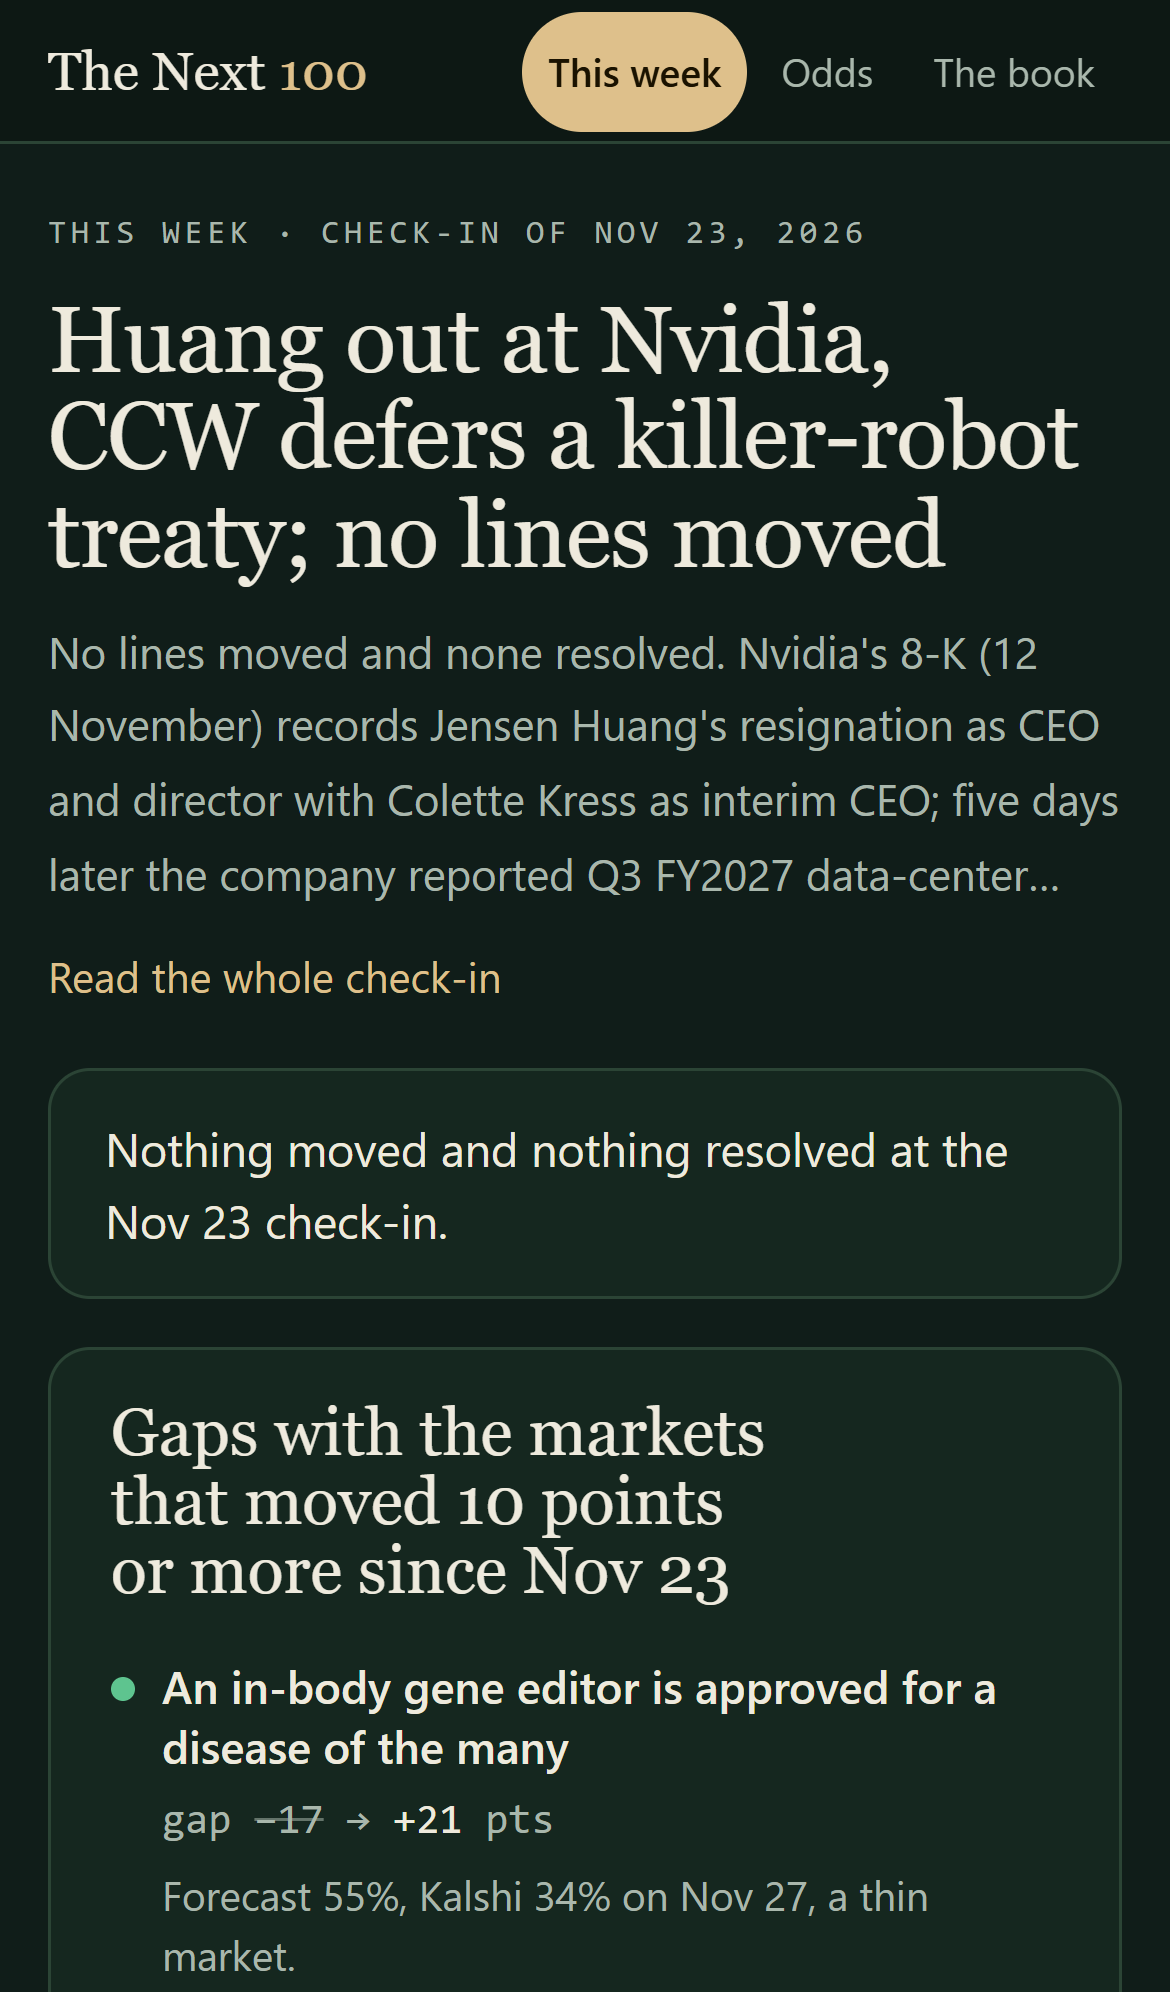 The Next 100
This week
Odds
The book
THIS WEEK · CHECK-IN OF NOV 23, 2026
Huang out at Nvidia,
CCW defers a killer-robot
treaty; no lines moved
No lines moved and none resolved. Nvidia's 8-K (12
November) records Jensen Huang's resignation as CEO
and director with Colette Kress as interim CEO; five days
later the company reported Q3 FY2027 data-center...
Read the whole check-in
Nothing moved and nothing resolved at the
Nov 23 check-in.
Gaps with the markets
that moved 10 points
or more since Nov 23
An in-body gene editor is approved for a
disease of the many
gap −17 → +21 pts
Forecast 55%, Kalshi 34% on Nov 27, a thin
market.